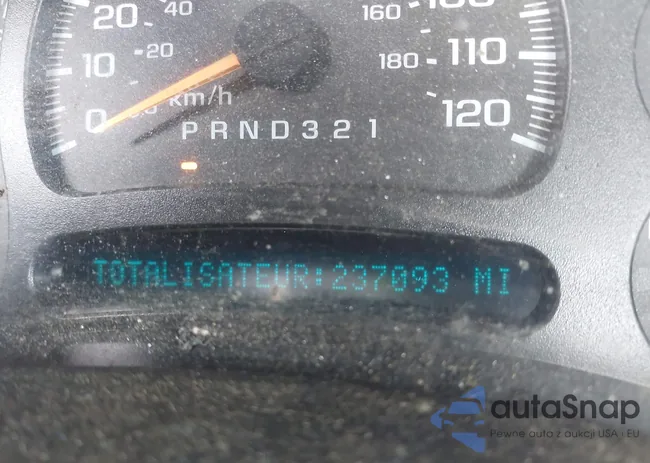 20 40 160 100
10 20 180 110
0 km/h 120
PRND321
TOTALISATEUR:237093 MI
autaSnap
Pewne auta z aukcji USA i EU